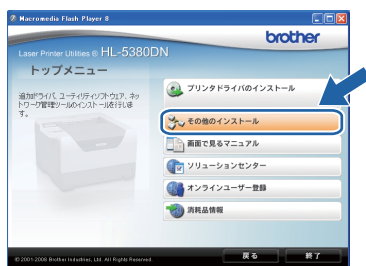 Macromedia Flash Player 8
brother
Laser Printer Utilities © HL-5380DN
トップメニュー
追加ドライバ、ユーティリティソフトウェア、ネッ
トワーク管理ツールのインストールを行いま
す。
プリンタドライバのインストール
その他のインストール
画面で見るマニュアル
ソリューションセンター
オンラインユーザー登録
消耗品情報
© 2001-2008 Brother Industries, Ltd. All Rights Reserved.
戻る
終了